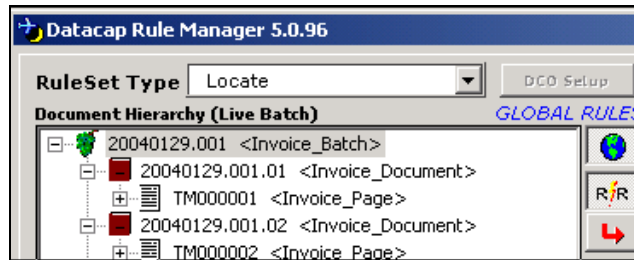 Datacap Rule Manager 5.0.96
RuleSet Type Locate DCO Setup
Document Hierarchy (Live Batch) GLOBAL RULES
20040129.001 <Invoice_Batch>
20040129.001.01 <Invoice_Document>
TM000001 <Invoice_Page>
R/R
20040129.001.02 <Invoice_Document>
TM000002 <Invoice_Page>